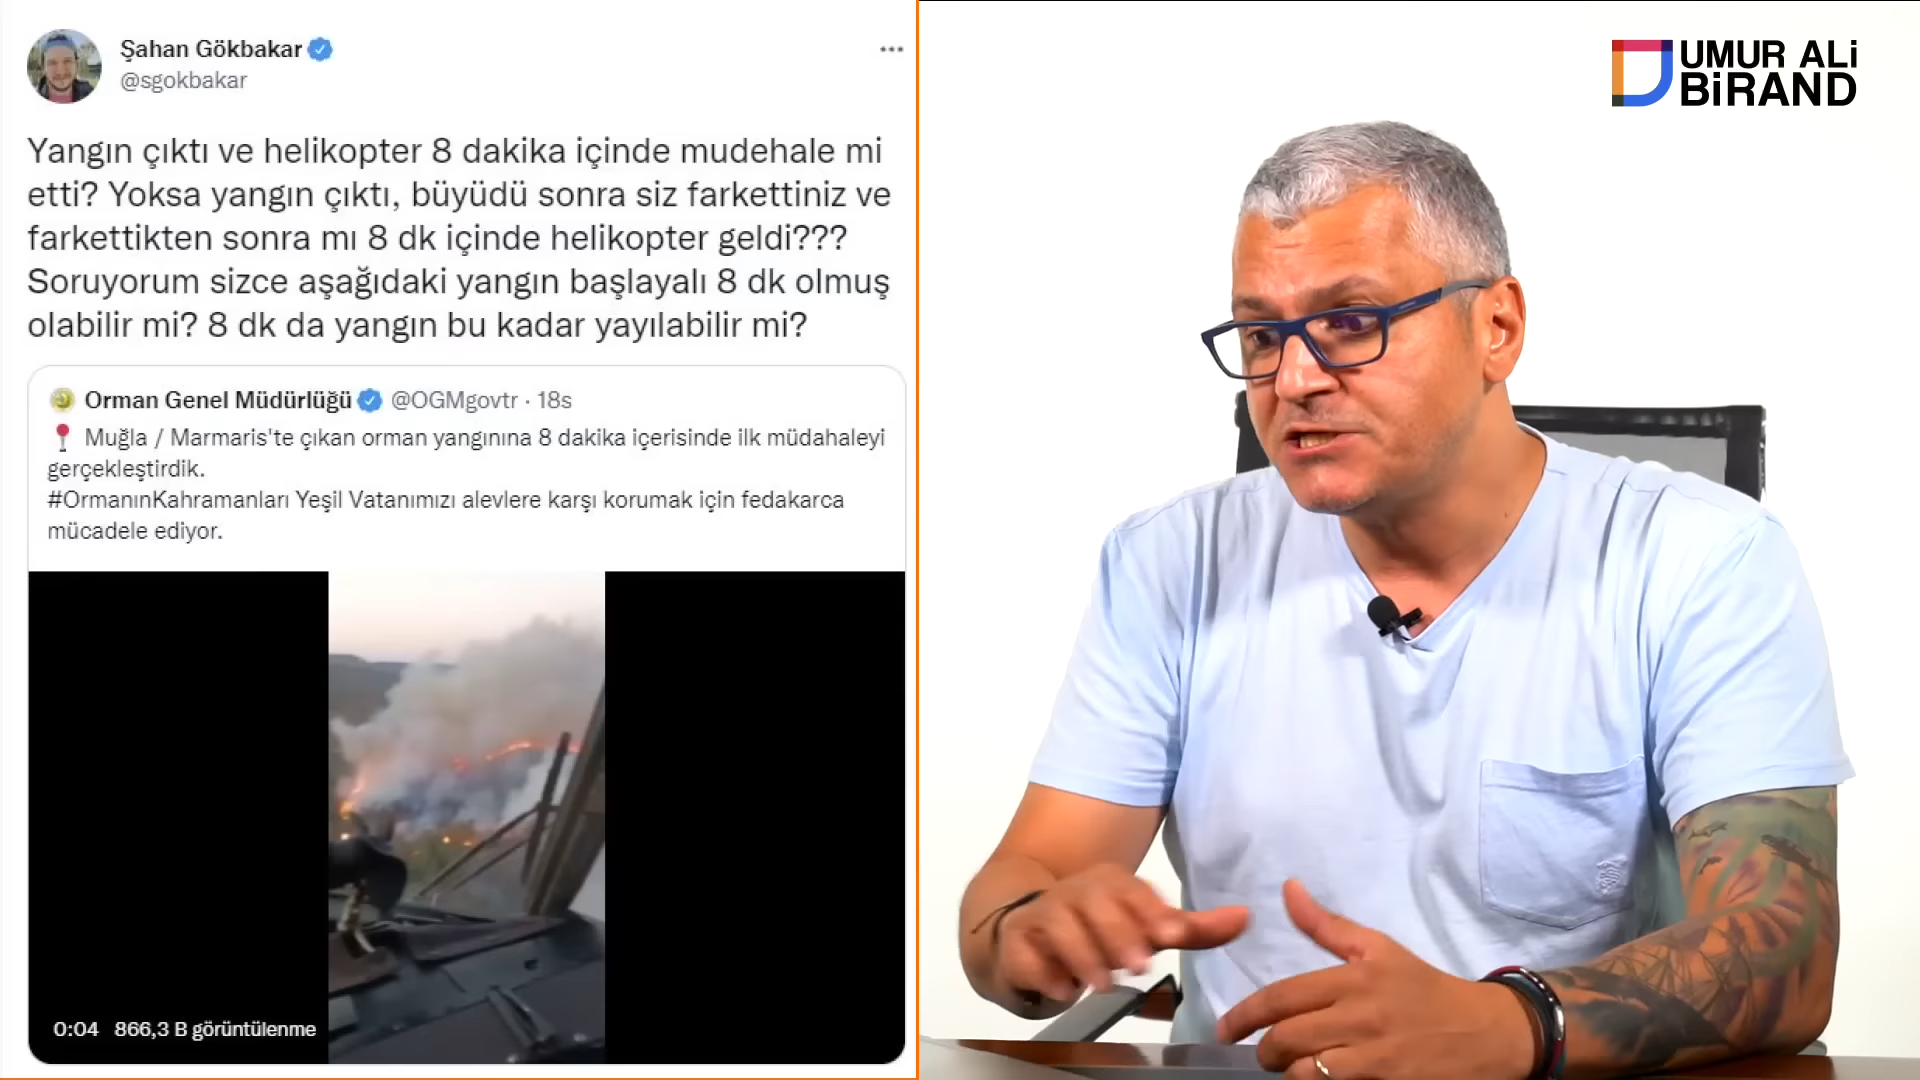 Şahan Gökbakar
@sgokbakar
Yangın çıktı ve helikopter 8 dakika içinde mudehale mi
etti? Yoksa yangın çıktı, büyüdü sonra siz farkettiniz ve
farkettikten sonra mı 8 dk içinde helikopter geldi???
Soruyorum sizce aşağıdaki yangın başlayalı 8 dk olmuş
olabilir mi? 8 dk da yangın bu kadar yayılabilir mi?
Orman Genel Müdürlüğü @OGMgovtr · 18s
Muğla / Marmaris'te çıkan orman yangınına 8 dakika içerisinde ilk müdahaleyi
gerçekleştirdik.
#OrmanınKahramanları Yeşil Vatanımızı alevlere karşı korumak için fedakarca
mücadele ediyor.
0:04 866,3 B görüntülenme
UMUR ALi
BiRAND